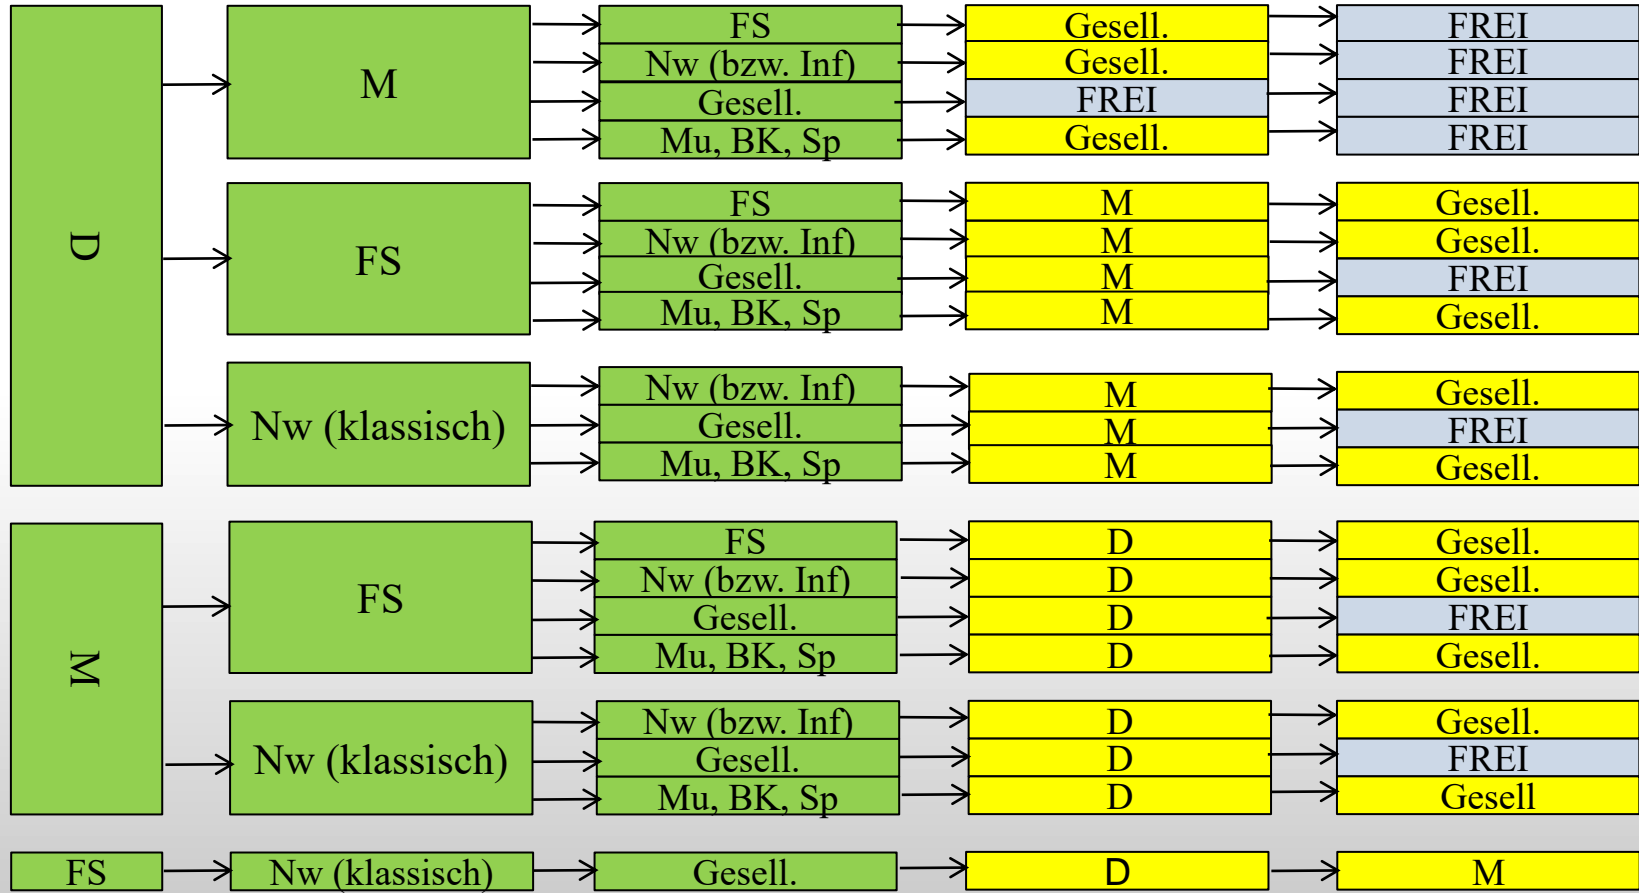 D
M
FS Gesell. FREI
Nw (bzw. Inf) Gesell. FREI
Gesell. FREI FREI
Mu, BK, Sp Gesell. FREI
FS
FS M Gesell.
Nw (bzw. Inf) M Gesell.
Gesell. M FREI
Mu, BK, Sp M Gesell.
Nw (klassisch)
Nw (bzw. Inf) M Gesell.
Gesell. M FREI
Mu, BK, Sp M Gesell.
M
FS
FS D Gesell.
Nw (bzw. Inf) D Gesell.
Gesell. D FREI
Mu, BK, Sp D Gesell.
Nw (klassisch)
Nw (bzw. Inf) D Gesell.
Gesell. D FREI
Mu, BK, Sp D Gesell
FS Nw (klassisch) Gesell. D M